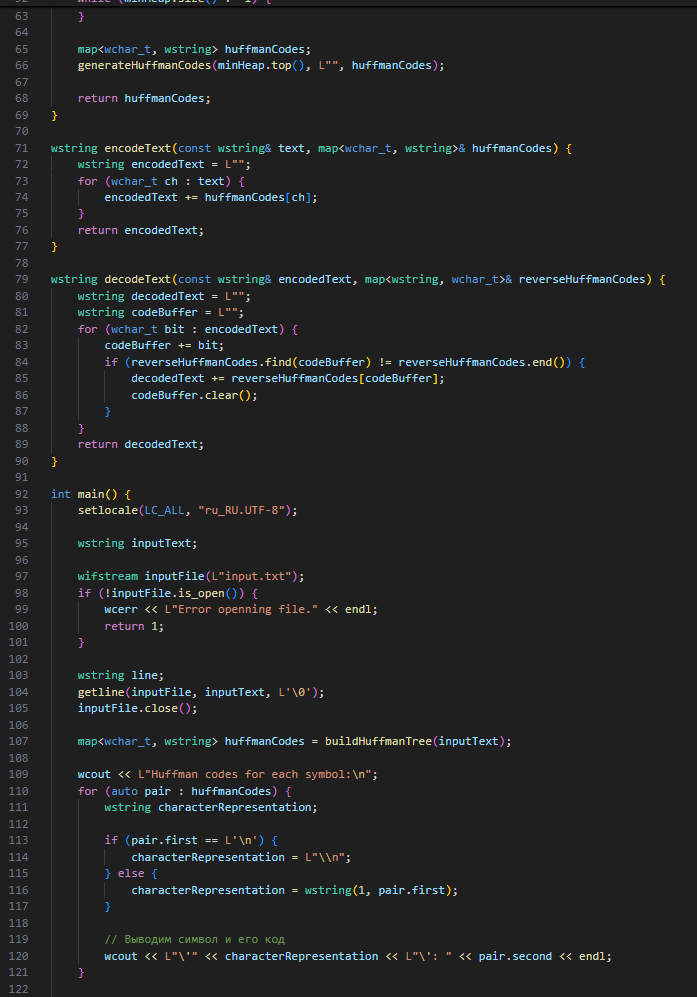 63 }
64
65 map<wchar_t, wstring> huffmanCodes;
66 generateHuffmanCodes(minHeap.top(), L"", huffmanCodes);
67
68 return huffmanCodes;
69 }
70
71 wstring encodeText(const wstring& text, map<wchar_t, wstring>& huffmanCodes) {
72 wstring encodedText = L"";
73 for (wchar_t ch : text) {
74 encodedText += huffmanCodes[ch];
75 }
76 return encodedText;
77 }
78
79 wstring decodeText(const wstring& encodedText, map<wstring, wchar_t>& reverseHuffmanCodes) {
80 wstring decodedText = L"";
81 wstring codeBuffer = L"";
82 for (wchar_t bit : encodedText) {
83 codeBuffer += bit;
84 if (reverseHuffmanCodes.find(codeBuffer) != reverseHuffmanCodes.end()) {
85 decodedText += reverseHuffmanCodes[codeBuffer];
86 codeBuffer.clear();
87 }
88 }
89 return decodedText;
90 }
91
92 int main() {
93 setlocale(LC_ALL, "ru_RU.UTF-8");
94
95 wstring inputText;
96
97 wifstream inputFile(L"input.txt");
98 if (!inputFile.is_open()) {
99 wcerr << L"Error openning file." << endl;
100 return 1;
101 }
102
103 wstring line;
104 getline(inputFile, inputText, L'\0');
105 inputFile.close();
106
107 map<wchar_t, wstring> huffmanCodes = buildHuffmanTree(inputText);
108
109 wcout << L"Huffman codes for each symbol:\n";
110 for (auto pair : huffmanCodes) {
111 wstring characterRepresentation;
112
113 if (pair.first == L'\n') {
114 characterRepresentation = L"\\n";
115 } else {
116 characterRepresentation = wstring(1, pair.first);
117 }
118
119 // Выводим символ и его код
120 wcout << L"\'" << characterRepresentation << L"\': " << pair.second << endl;
121 }
122